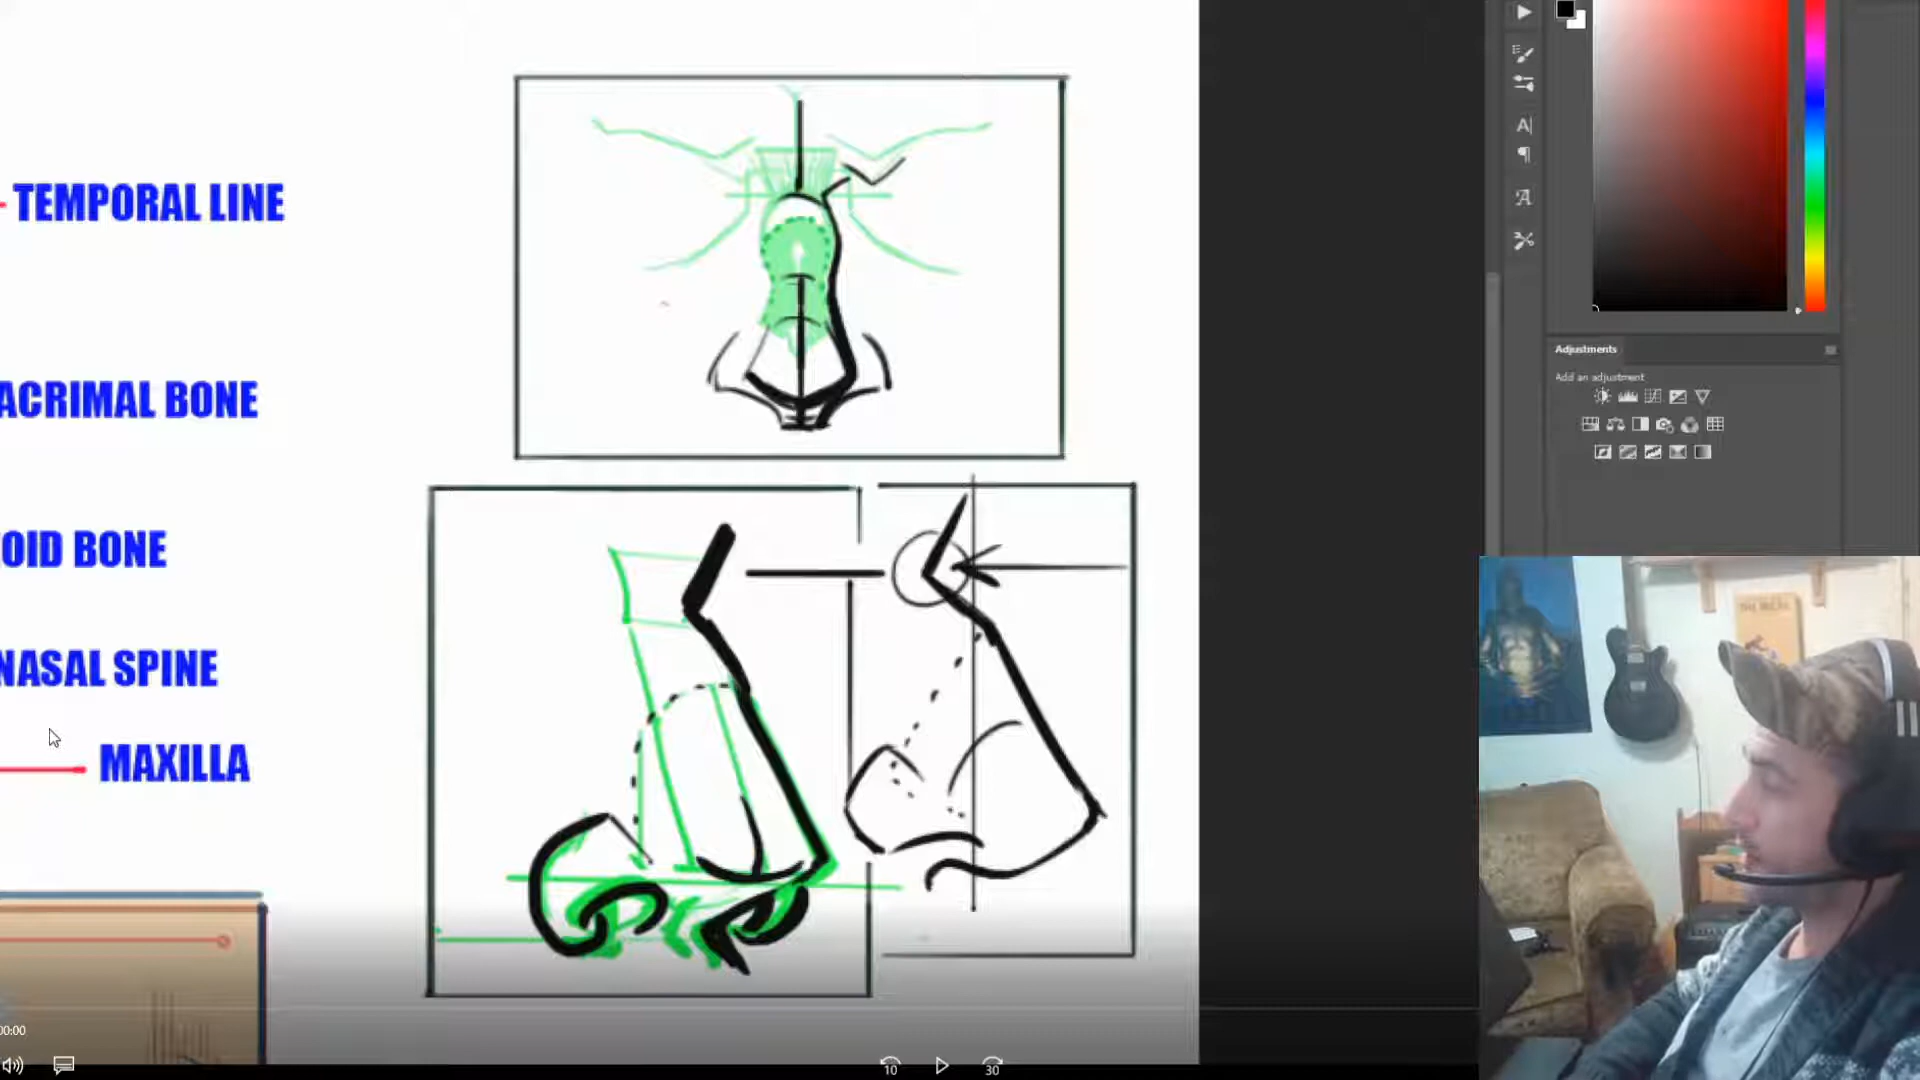 TEMPORAL LINE
ACRIMAL BONE
OID BONE
NASAL SPINE
MAXILLA
Adjustments
Add an adjustment
00:00
10
30